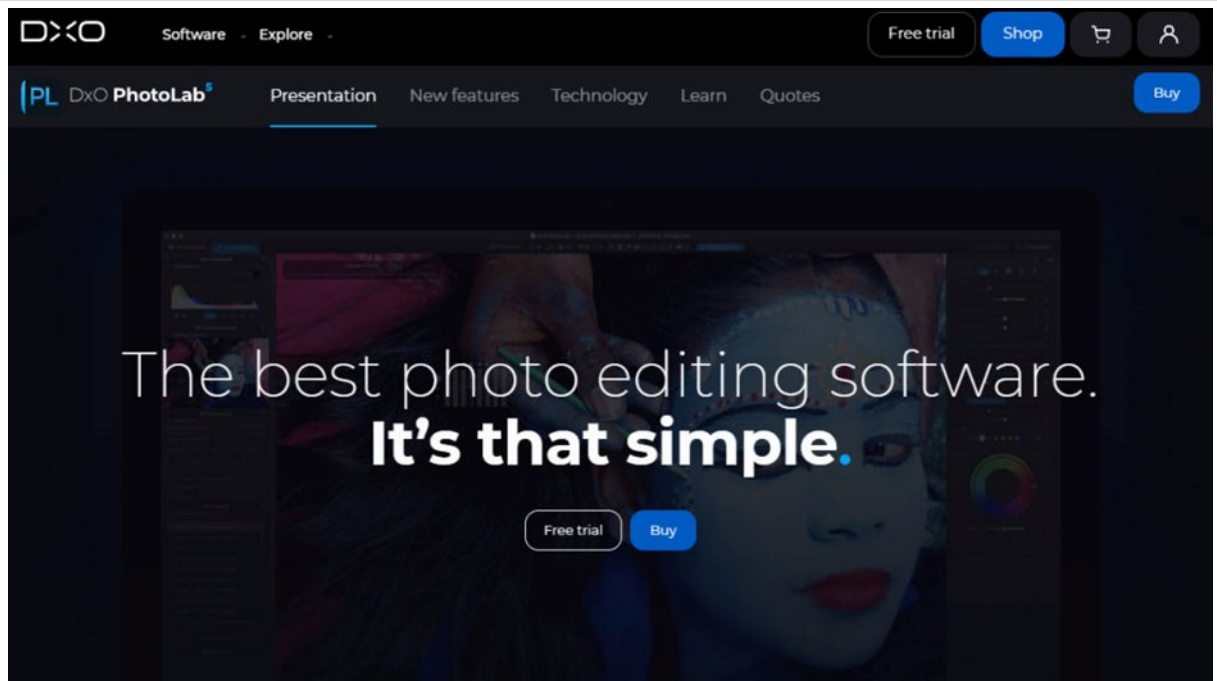 DXO
Software
Explore
Free trial
Shop
PL DxO PhotoLab5
Presentation
New features
Technology
Learn
Quotes
Buy
The best photo editing software.
It's that simple.
Free trial
Buy